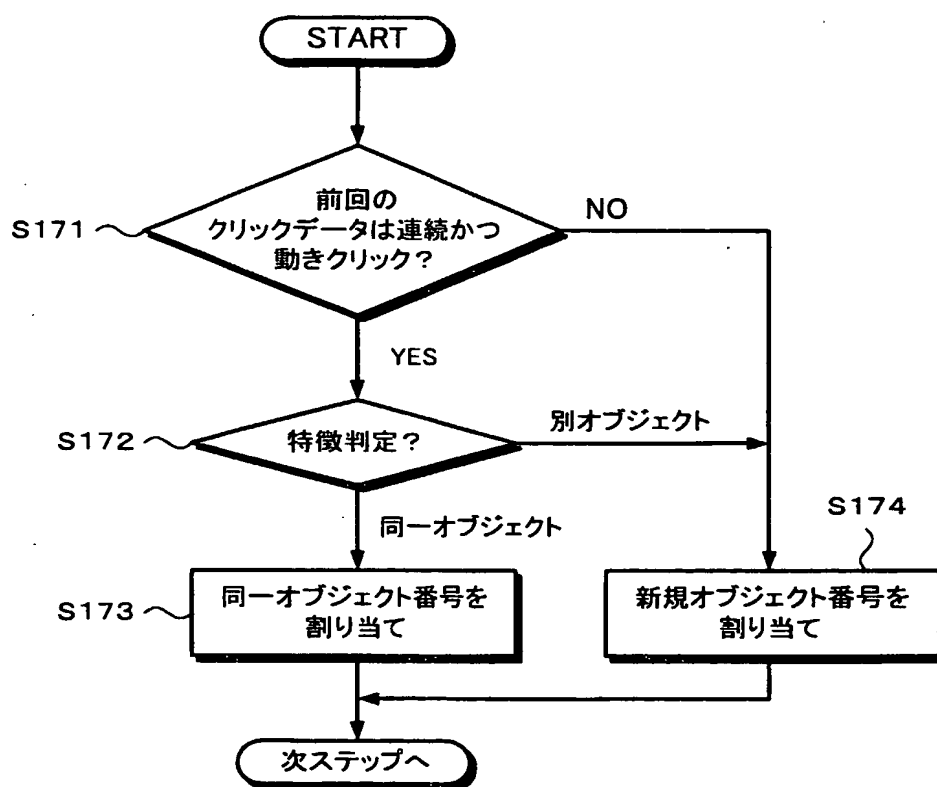 START
前回の
クリックデータは連続かつ
動きクリック？
S171
NO
YES
S172
特徴判定？
別オブジェクト
同一オブジェクト
S174
S173
同一オブジェクト番号を
割り当て
新規オブジェクト番号を
割り当て
次ステップへ